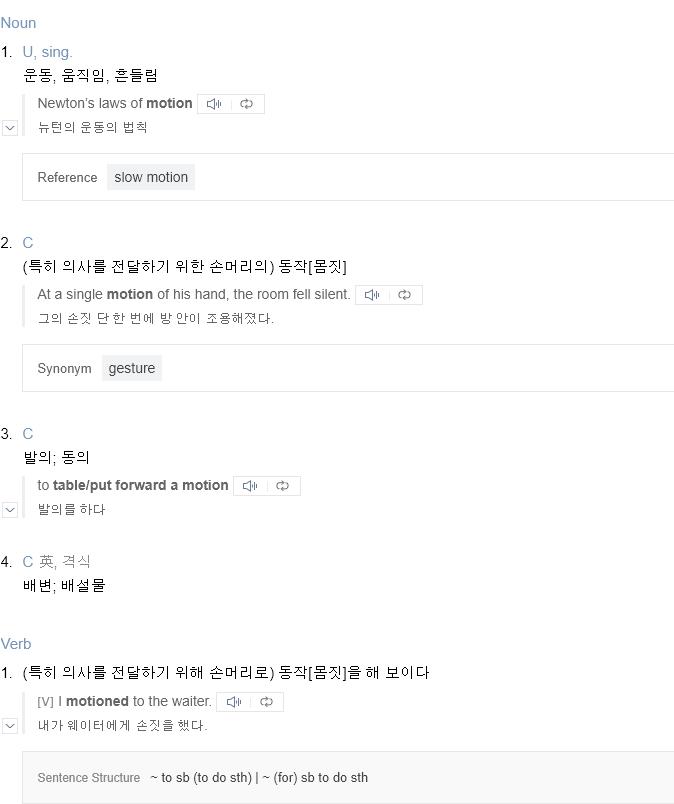 Noun
1. U, sing.
운동, 움직임, 흔들림
Newton's laws of motion
뉴턴의 운동의 법칙
Reference slow motion
2. C
(특히 의사를 전달하기 위한 손머리의) 동작[몸짓]
At a single motion of his hand, the room fell silent.
그의 손짓 단 한 번에 방 안이 조용해졌다.
Synonym gesture
3. C
발의; 동의
to table/put forward a motion
발의를 하다
4. C 英, 격식
배변; 배설물
Verb
1. (특히 의사를 전달하기 위해 손머리로) 동작[몸짓]을 해 보이다
[V] I motioned to the waiter.
내가 웨이터에게 손짓을 했다.
Sentence Structure ~ to sb (to do sth) | ~ (for) sb to do sth